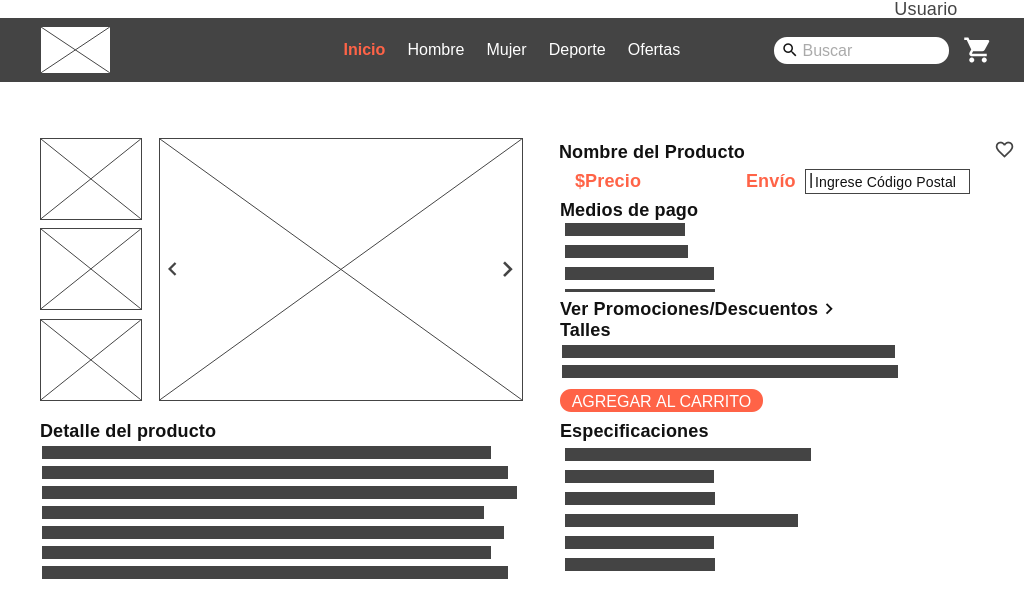 Usuario
Inicio Hombre Mujer Deporte Ofertas Buscar
Nombre del Producto
$Precio Envío Ingrese Código Postal
Medios de pago
Ver Promociones/Descuentos
Talles
AGREGAR AL CARRITO
Detalle del producto
Especificaciones